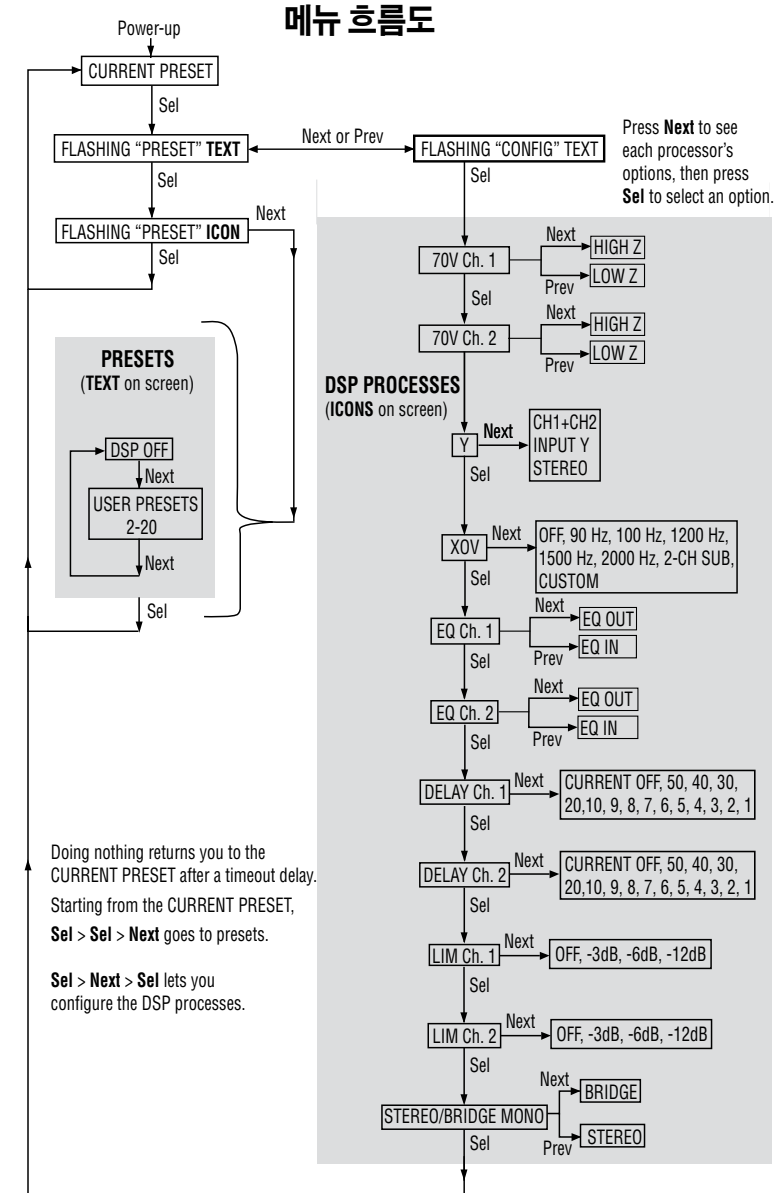 메뉴 흐름도
Power-up
CURRENT PRESET
Sel
FLASHING “PRESET” TEXT
Next or Prev
FLASHING “CONFIG” TEXT
Press Next to see
each processor’s
options, then press
Sel to select an option.
Sel
FLASHING “PRESET” ICON
Next
Sel
PRESETS
(TEXT on screen)
DSP OFF
Next
USER PRESETS
2-20
Next
Sel
Doing nothing returns you to the
CURRENT PRESET after a timeout delay.
Starting from the CURRENT PRESET,
Sel > Sel > Next goes to presets.
Sel > Next > Sel lets you
configure the DSP processes.
Sel
70V Ch. 1
Next
HIGH Z
Prev
LOW Z
Sel
70V Ch. 2
Next
HIGH Z
Prev
LOW Z
DSP PROCESSES
(ICONS on screen)
Y
Next
CH1+CH2
INPUT Y
STEREO
Sel
XOV
Next
OFF, 90 Hz, 100 Hz, 1200 Hz,
1500 Hz, 2000 Hz, 2-CH SUB,
CUSTOM
Sel
EQ Ch. 1
Next
EQ OUT
Prev
EQ IN
Sel
EQ Ch. 2
Next
EQ OUT
Prev
EQ IN
Sel
DELAY Ch. 1
Next
CURRENT OFF, 50, 40, 30,
20,10, 9, 8, 7, 6, 5, 4, 3, 2, 1
Sel
DELAY Ch. 2
Next
CURRENT OFF, 50, 40, 30,
20,10, 9, 8, 7, 6, 5, 4, 3, 2, 1
Sel
LIM Ch. 1
Next
OFF, -3dB, -6dB, -12dB
Sel
LIM Ch. 2
Next
OFF, -3dB, -6dB, -12dB
Sel
STEREO/BRIDGE MONO
Next
BRIDGE
Prev
STEREO
Sel